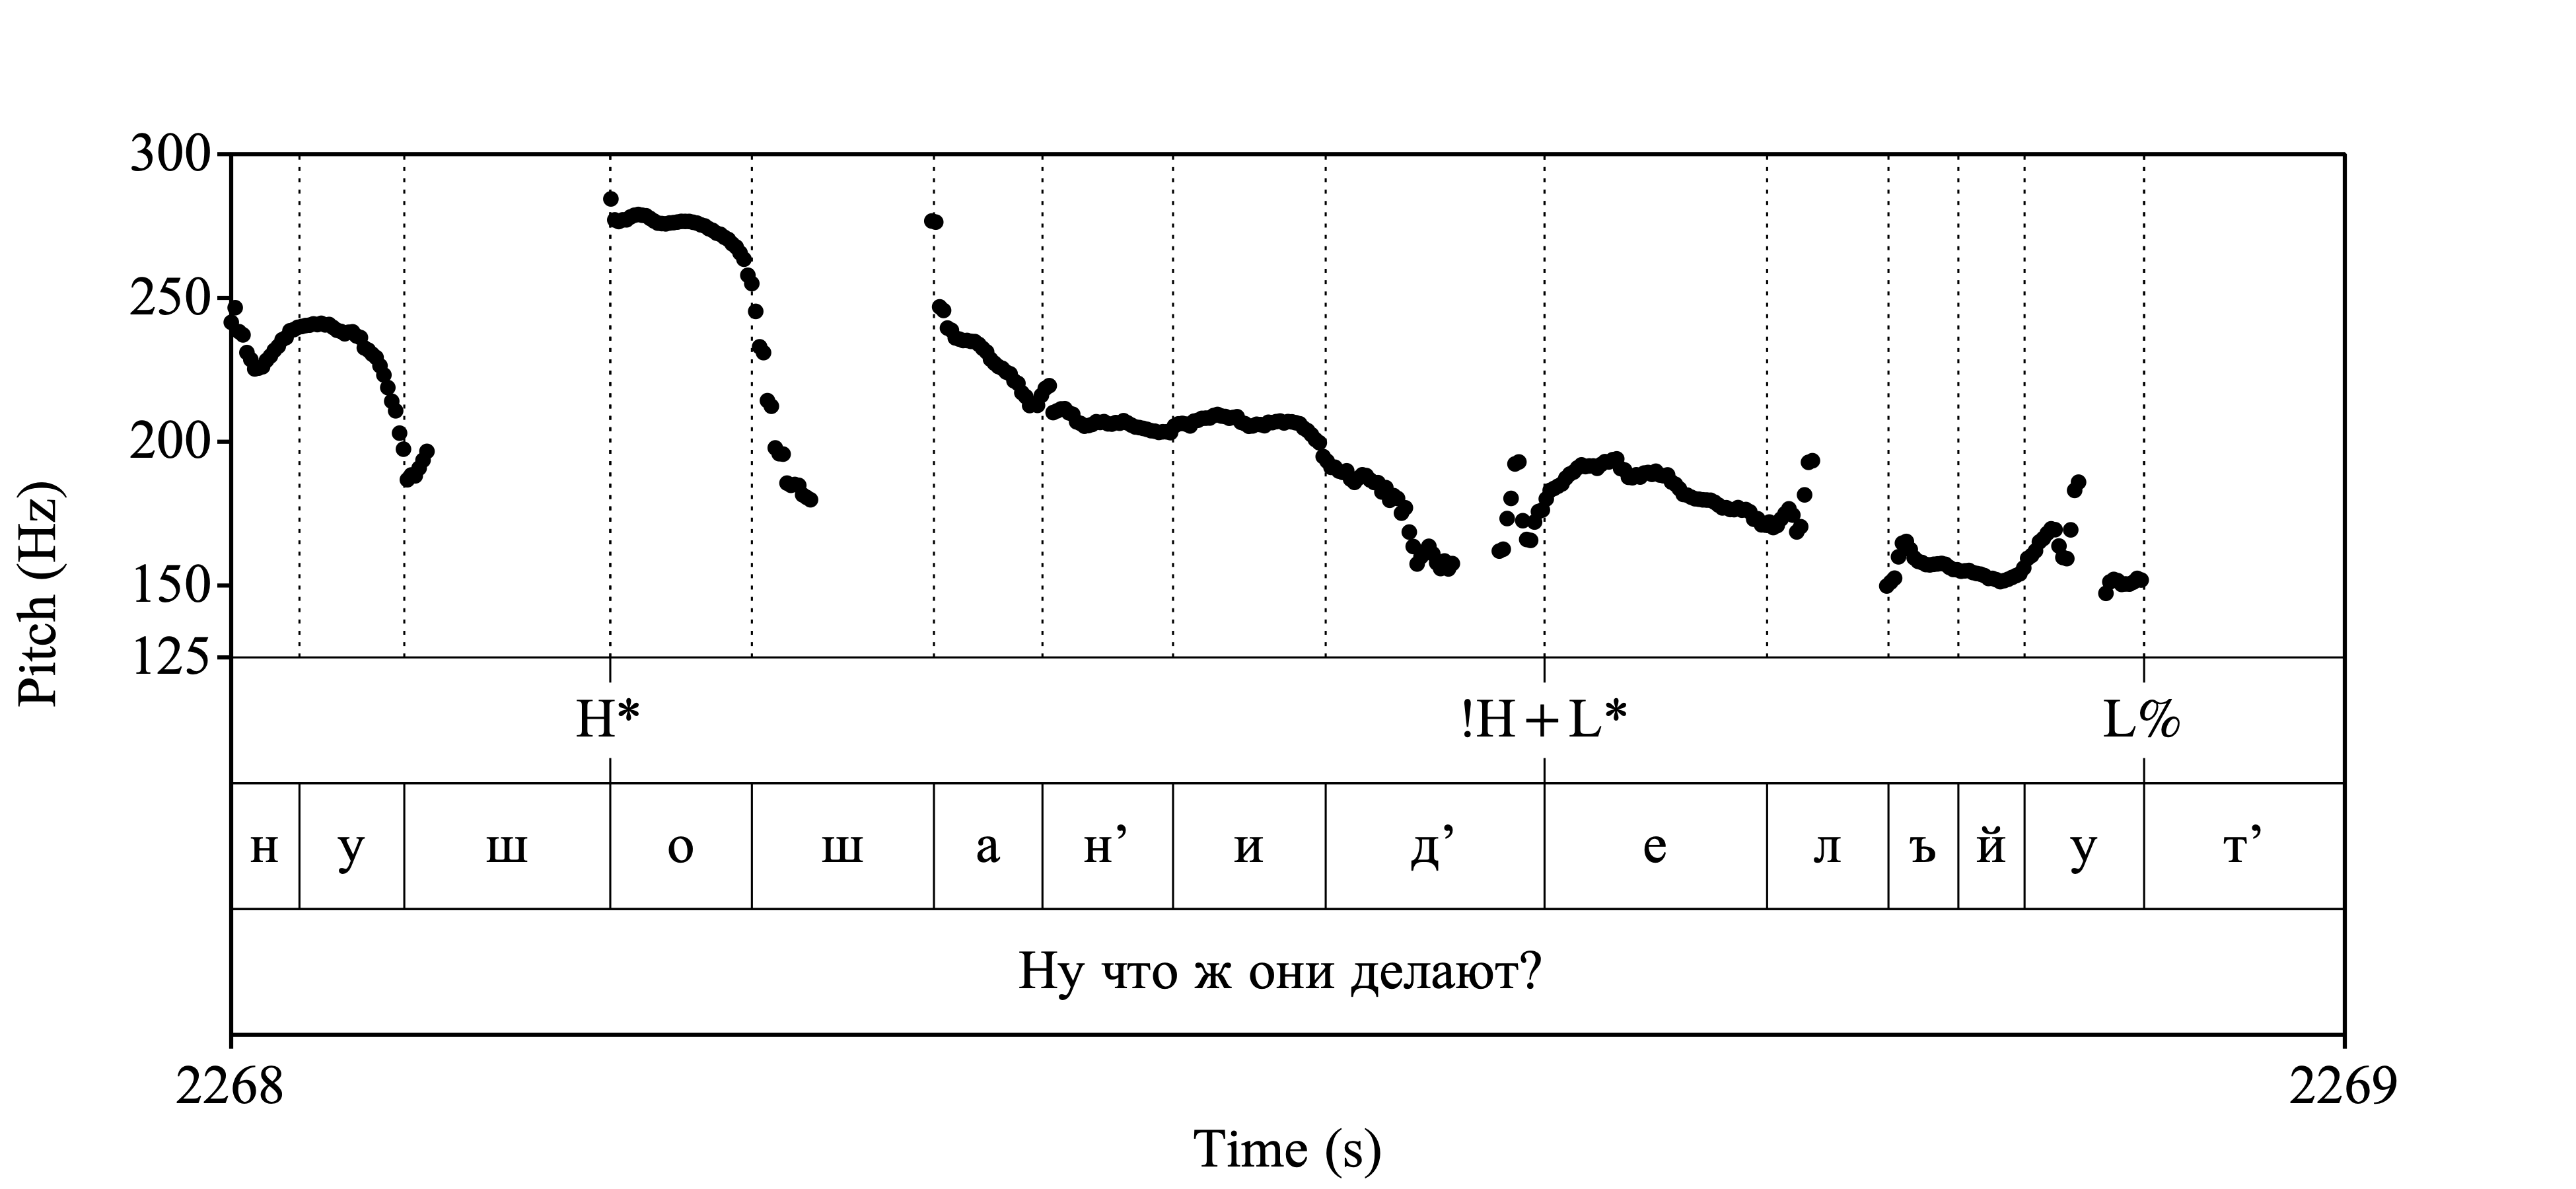 Pitch (Hz)
300
250
200
150
125
H* !H + L* L%
н у ш о ш а н’ и д’ е л ъ й у т’
Ну что ж они делают?
2268 2269
Time (s)